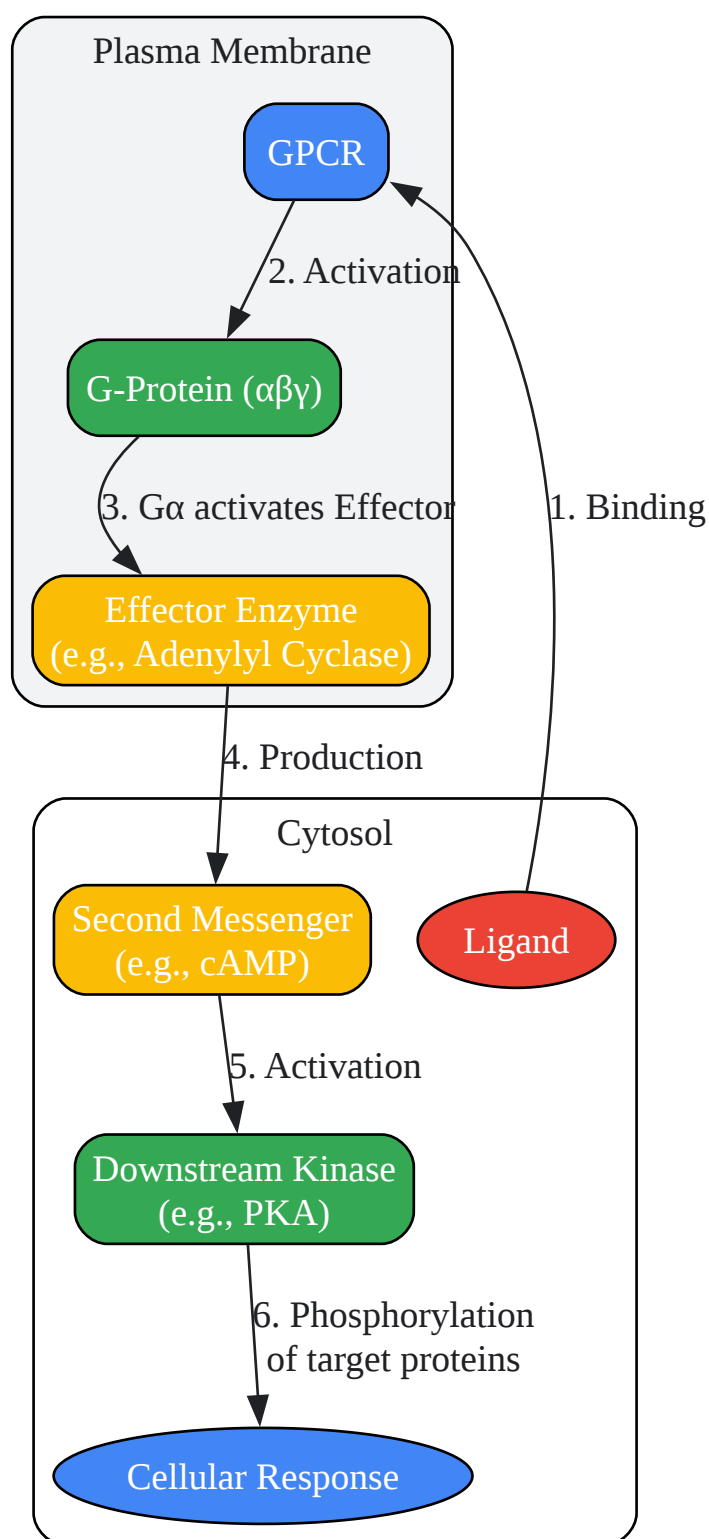 Plasma Membrane
GPCR
2. Activation
G-Protein (αβγ)
3. Gα activates Effector
1. Binding
Effector Enzyme
(e.g., Adenylyl Cyclase)
4. Production
Cytosol
Second Messenger
(e.g., cAMP)
Ligand
5. Activation
Downstream Kinase
(e.g., PKA)
6. Phosphorylation
of target proteins
Cellular Response